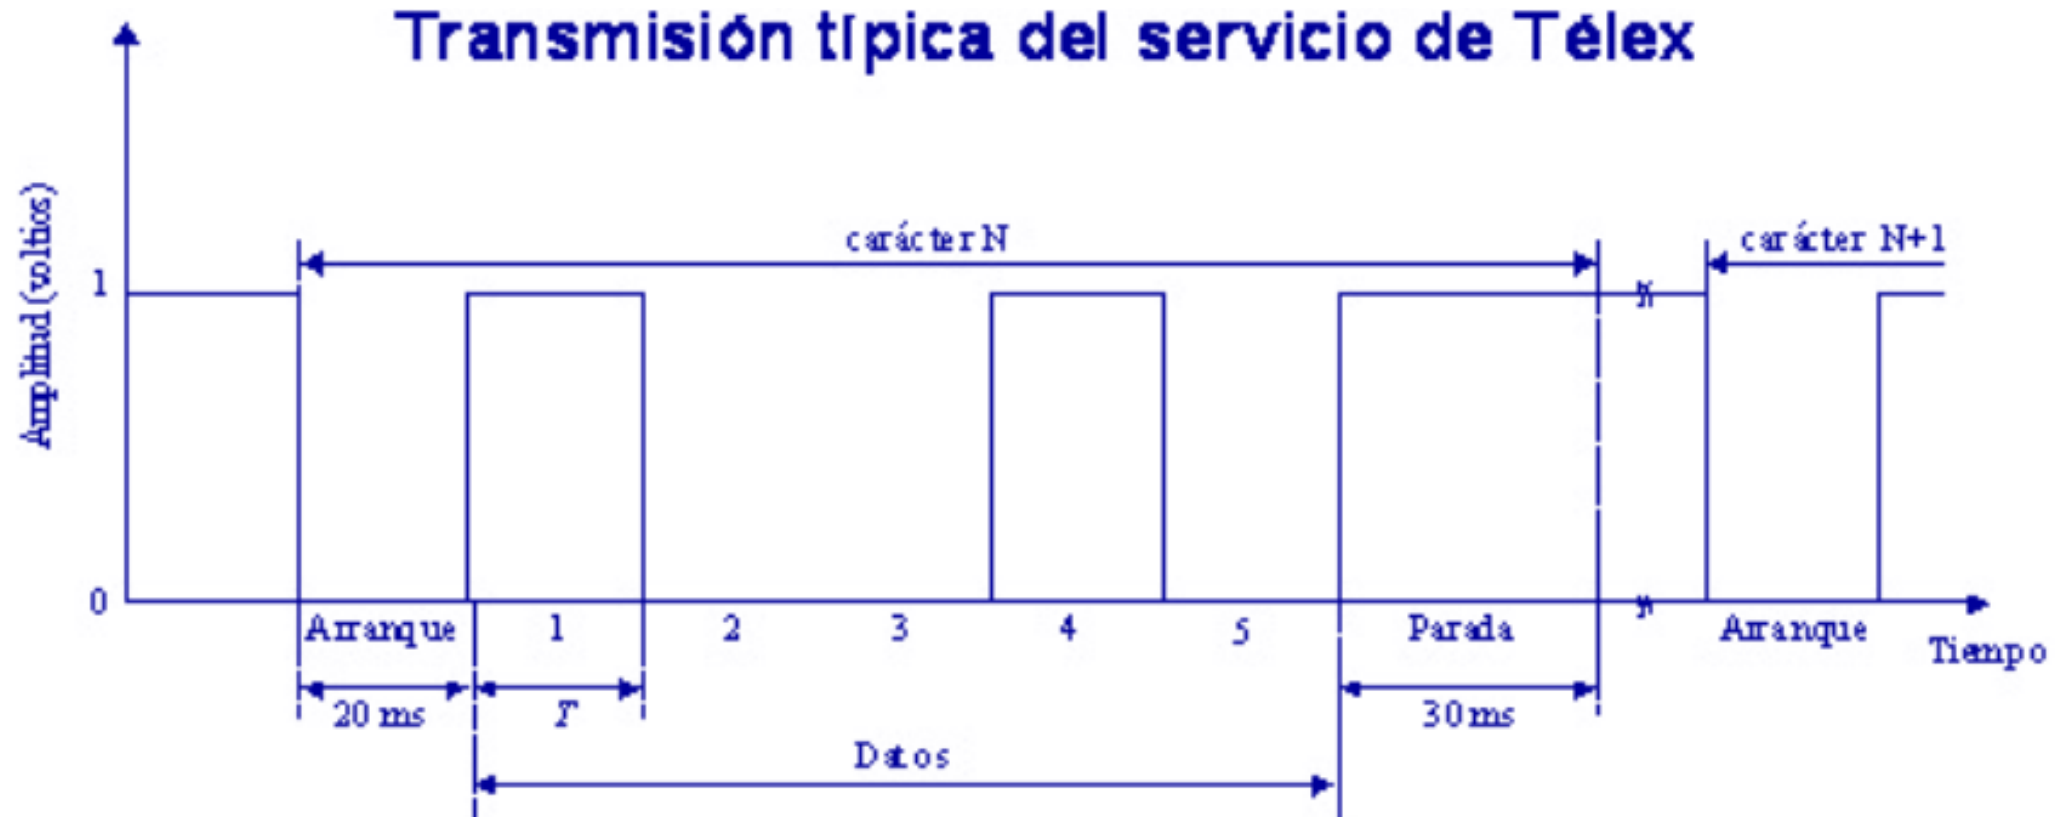 Transmisión típica del servicio de Télex
Amplitud (voltios)
carácter N
carácter N+1
1
0
Arranque
1
2
3
4
5
Parada
Arranque
Tiempo
20 ms
T
30 ms
Datos